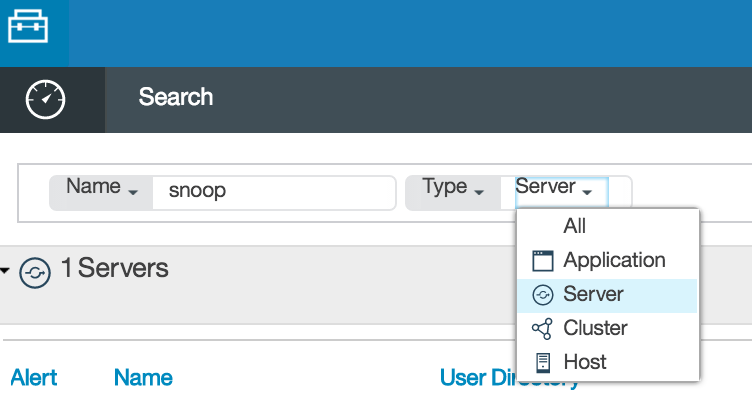 Search
Name snoop Type Server
All
Application
1 Servers
Server
Cluster
Host
Alert Name User Directory